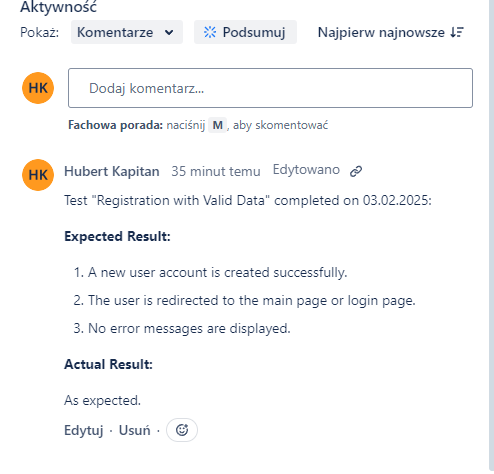 Aktywność
Pokaż: Komentarze Podsumuj Najpierw najnowsze
HK Dodaj komentarz...
Fachowa porada: naciśnij M, aby skomentować
HK Hubert Kapitan 35 minut temu Edytowano
Test "Registration with Valid Data" completed on 03.02.2025:
Expected Result:
1. A new user account is created successfully.
2. The user is redirected to the main page or login page.
3. No error messages are displayed.
Actual Result:
As expected.
Edytuj · Usuń ·